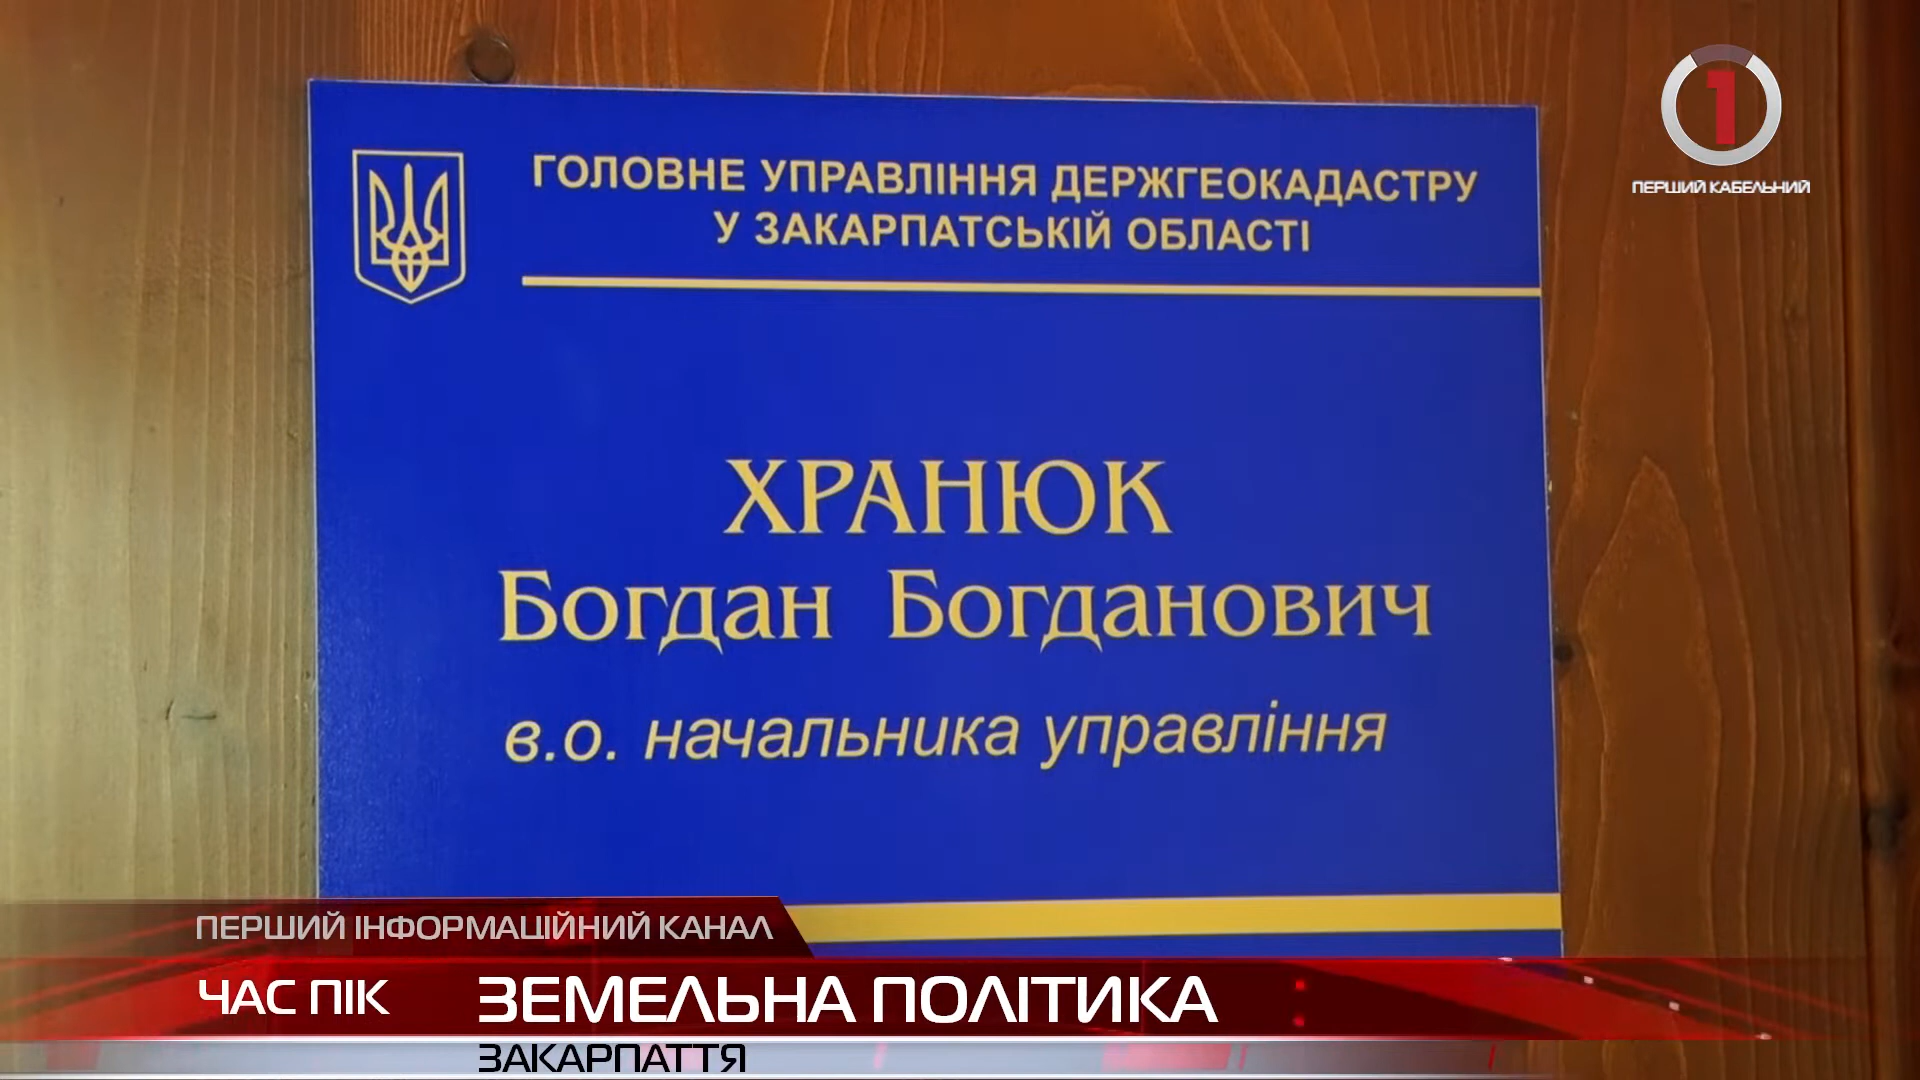 ГОЛОВНЕ УПРАВЛІННЯ ДЕРЖГЕОКАДАСТРУ
У ЗАКАРПАТСЬКІЙ ОБЛАСТІ
1
ПЕРШИЙ КАБЕЛЬНИЙ
ХРАНЮК
Богдан Богданович
в.о. начальника управління
ПЕРШИЙ ІНФОРМАЦІЙНИЙ КАНАЛ
ЧАС ПІК ЗЕМЕЛЬНА ПОЛІТИКА
ЗАКАРПАТТЯ